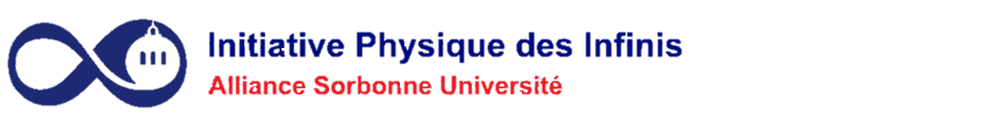 Initiative Physique des Infinis
Alliance Sorbonne Université